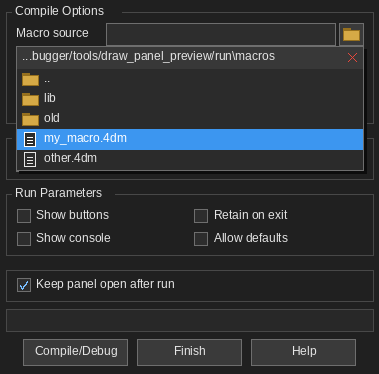 Compile Options
Macro source
...bugger/tools/draw_panel_preview/run\macros
..
lib
old
my_macro.4dm
other.4dm
Run Parameters
Show buttons
Retain on exit
Show console
Allow defaults
Keep panel open after run
Compile/Debug
Finish
Help